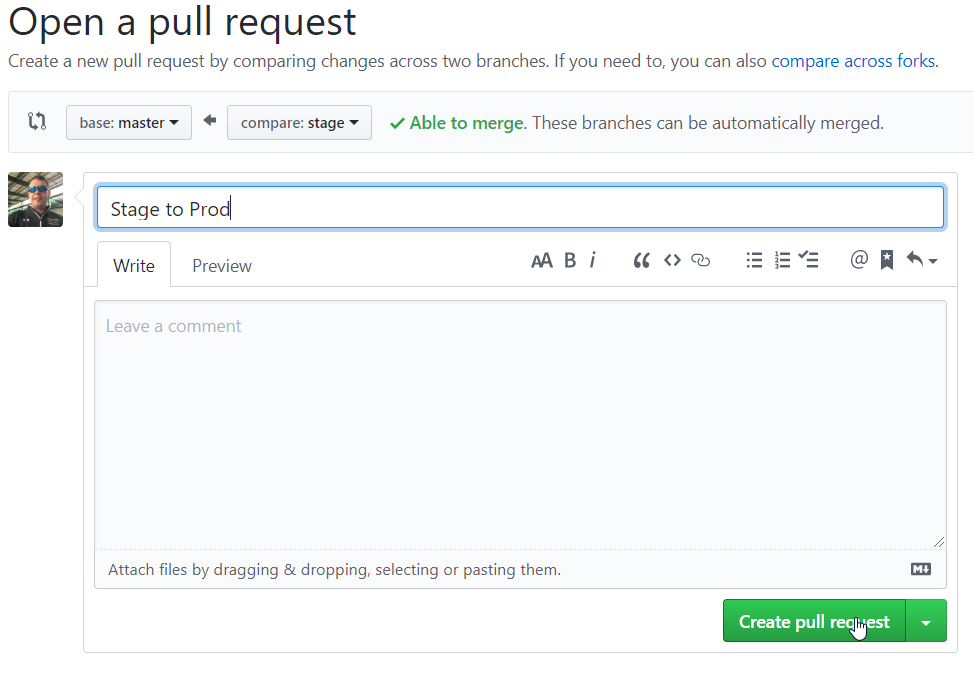 Open a pull request
Create a new pull request by comparing changes across two branches. If you need to, you can also compare across forks.
base: master compare: stage Able to merge. These branches can be automatically merged.
Stage to Prod
Write Preview AA B i
Leave a comment
Attach files by dragging & dropping, selecting or pasting them.
Create pull request